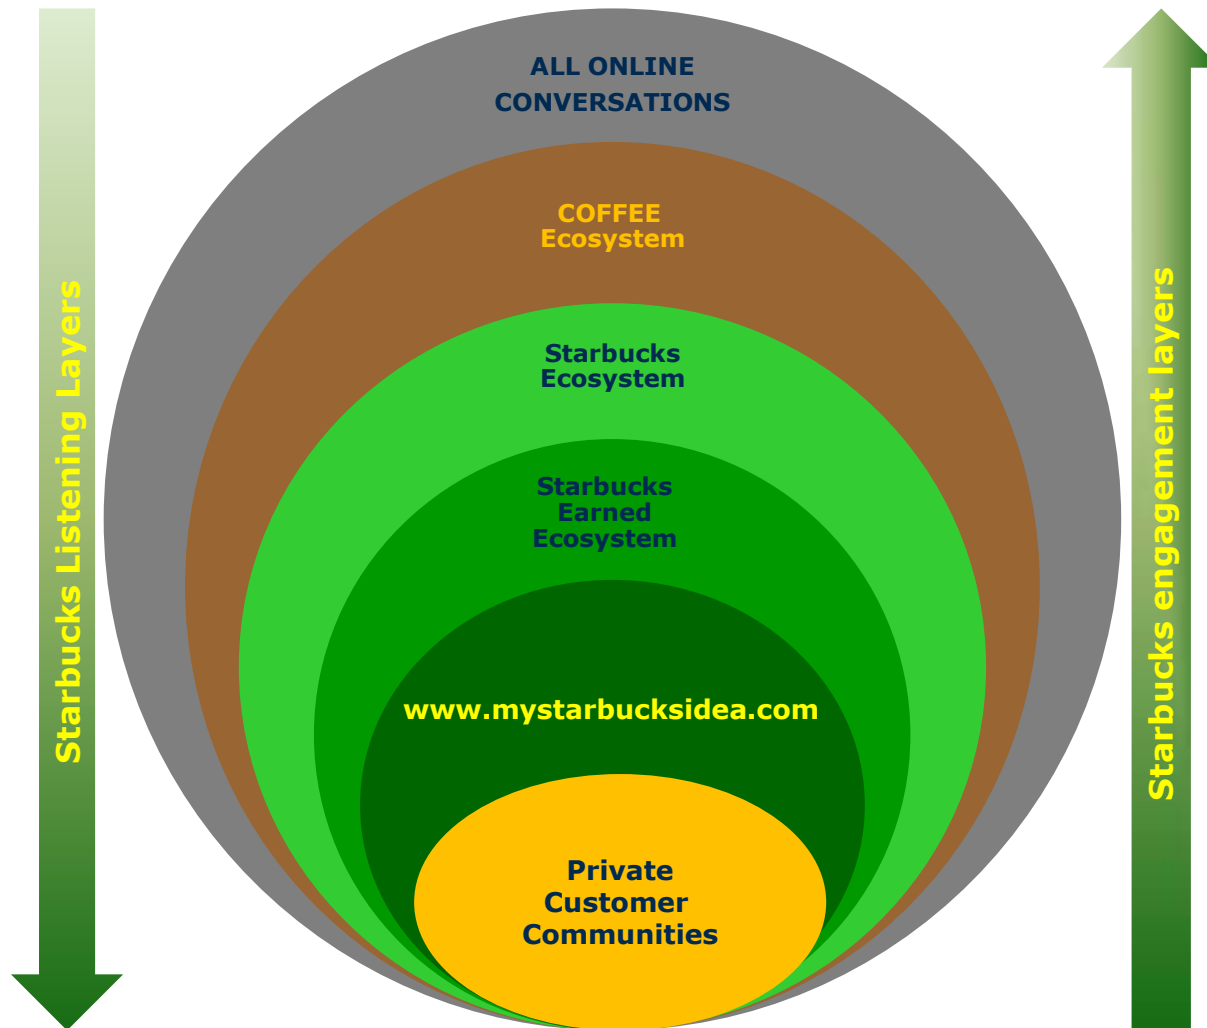 ALL ONLINE
CONVERSATIONS
COFFEE
Ecosystem
Starbucks
Ecosystem
Starbucks
Earned
Ecosystem
www.mystarbucksidea.com
Private
Customer
Communities
Starbucks Listening Layers
Starbucks engagement layers